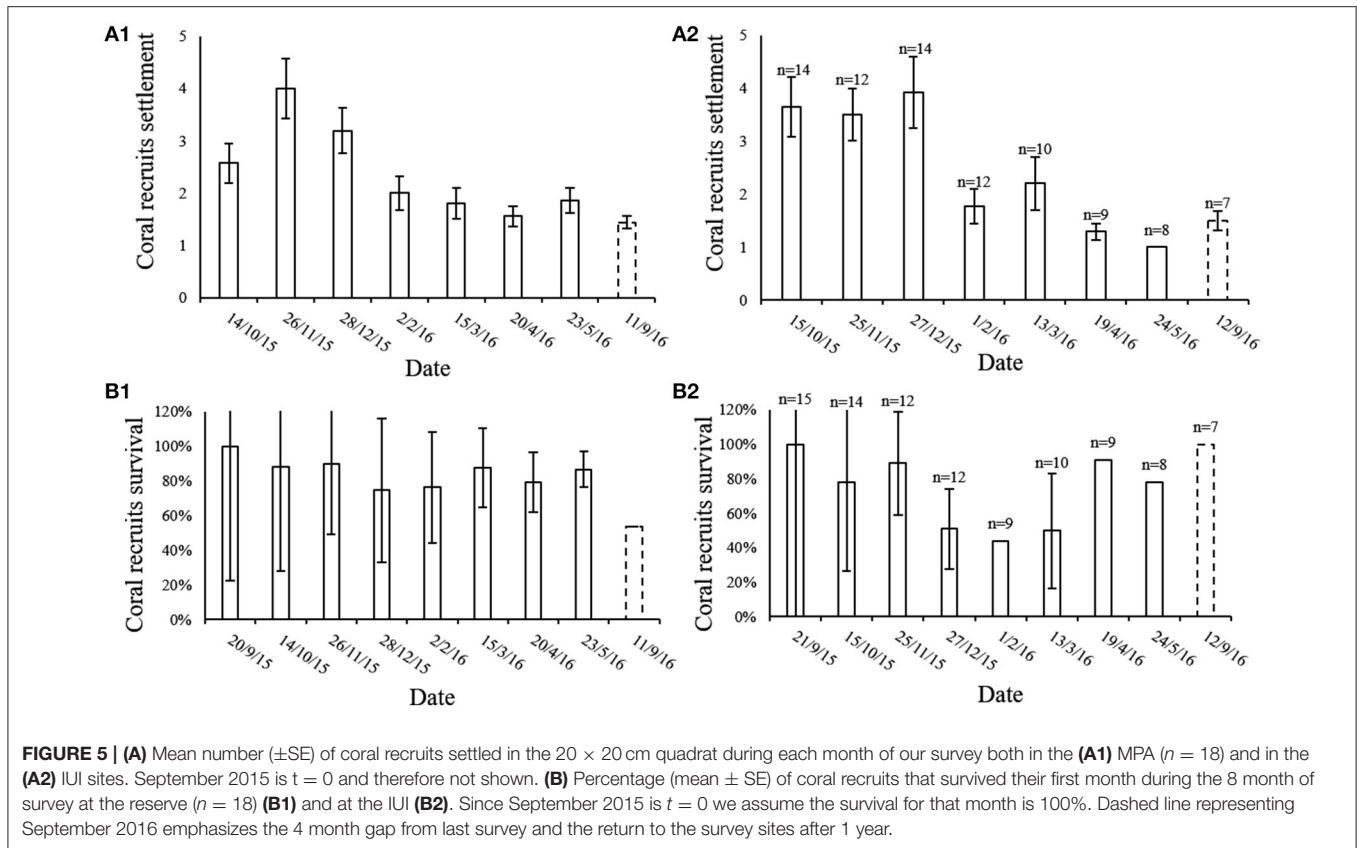 A1
5
4
3
2
1
0
Coral recruits settlement
14/10/15 26/11/15 28/12/15 2/2/16 15/3/16 20/4/16 23/5/16 11/9/16
Date
A2
5
4
3
2
1
0
Coral recruits settlement
n=14 n=12 n=14 n=12 n=10 n=9 n=8 n=7
15/10/15 25/11/15 27/12/15 1/2/16 13/3/16 19/4/16 24/5/16 12/9/16
Date
B1
120%
100%
80%
60%
40%
20%
0%
Coral recruits survival
20/9/15 14/10/15 26/11/15 28/12/15 2/2/16 15/3/16 20/4/16 23/5/16 11/9/16
Date
B2
120%
100%
80%
60%
40%
20%
0%
Coral recruits survival
n=15 n=14 n=12 n=12 n=9 n=10 n=9 n=8 n=7
21/9/15 15/10/15 25/11/15 27/12/15 1/2/16 13/3/16 19/4/16 24/5/16 12/9/16
Date
FIGURE 5 | (A) Mean number (±SE) of coral recruits settled in the 20 × 20 cm quadrat during each month of our survey both in the (A1) MPA (n = 18) and in the
(A2) IUI sites. September 2015 is t = 0 and therefore not shown. (B) Percentage (mean ± SE) of coral recruits that survived their first month during the 8 month of
survey at the reserve (n = 18) (B1) and at the IUI (B2). Since September 2015 is t = 0 we assume the survival for that month is 100%. Dashed line representing
September 2016 emphasizes the 4 month gap from last survey and the return to the survey sites after 1 year.